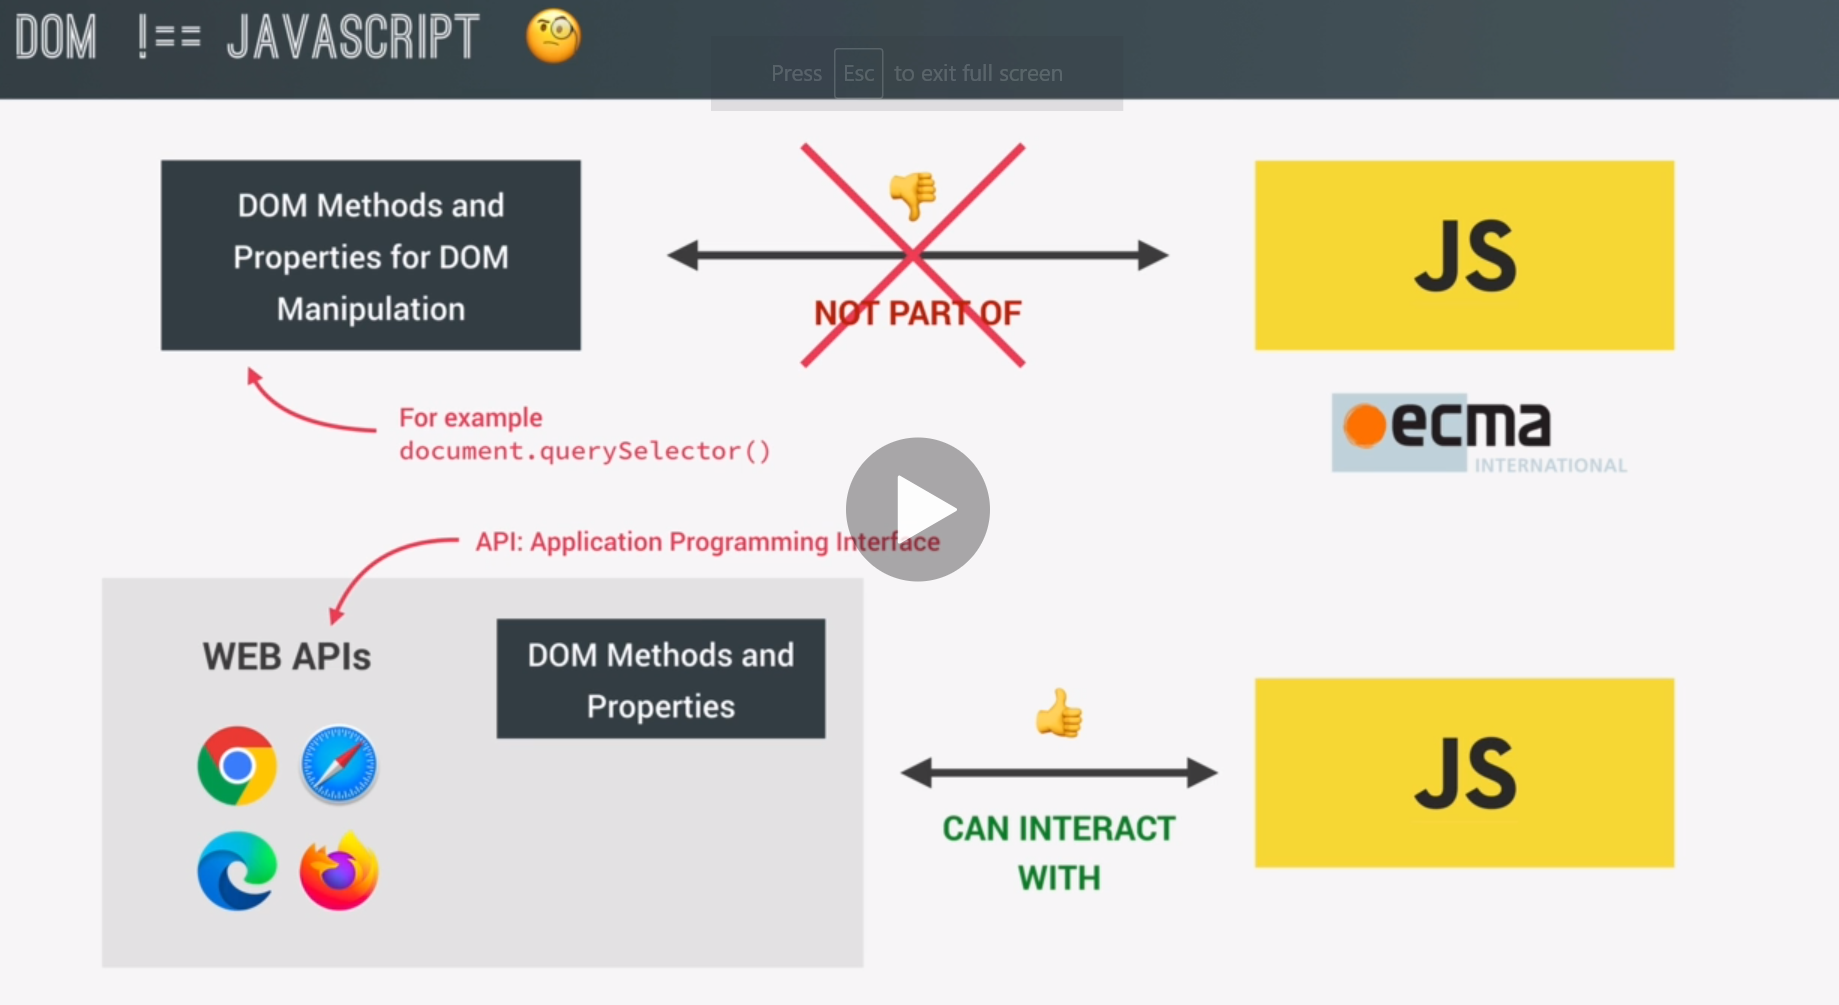 DOM !== JAVASCRIPT
Press Esc to exit full screen
DOM Methods and
Properties for DOM
Manipulation
NOT PART OF
JS
For example
document.querySelector()
ecma
INTERNATIONAL
API: Application Programming Interface
WEB APIs
DOM Methods and
Properties
CAN INTERACT
WITH
JS